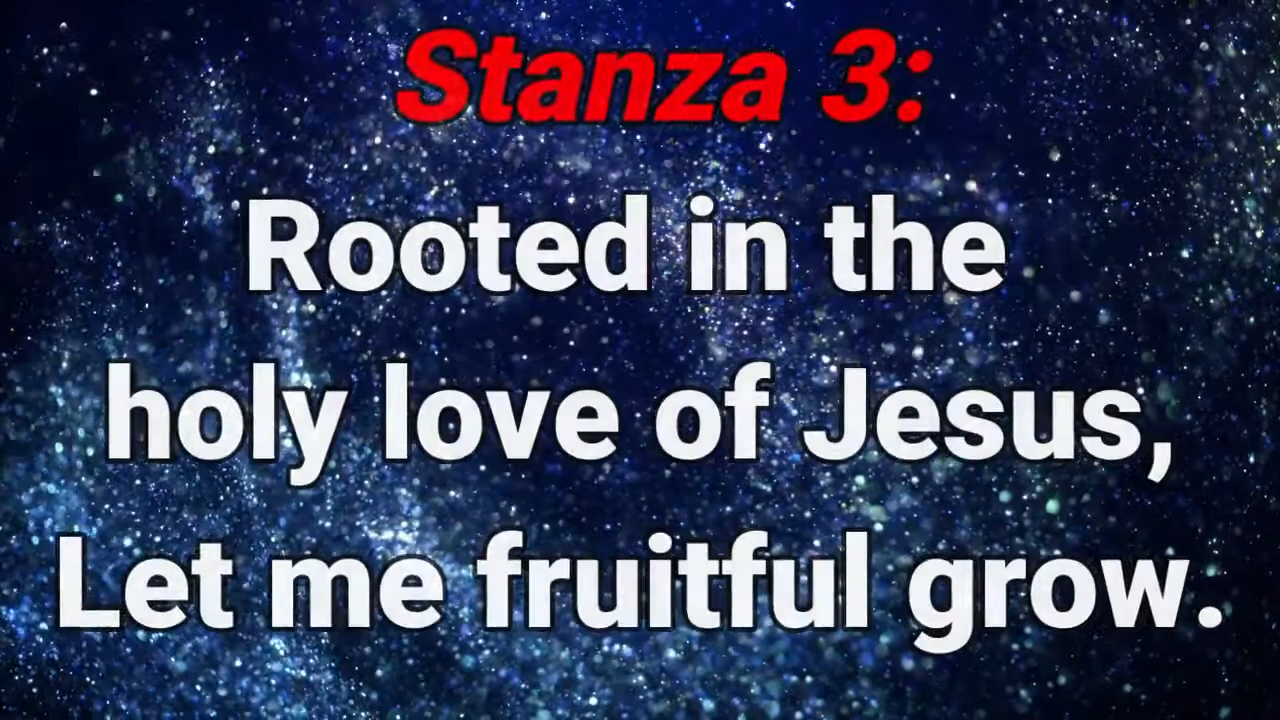 Stanza 3:
Rooted in the
holy love of Jesus,
Let me fruitful grow.